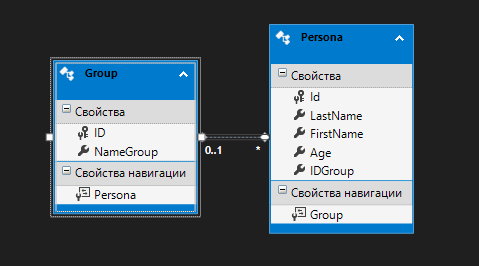 Group
Свойства
ID
NameGroup
Свойства навигации
Persona
0..1
*
Persona
Свойства
Id
LastName
FirstName
Age
IDGroup
Свойства навигации
Group